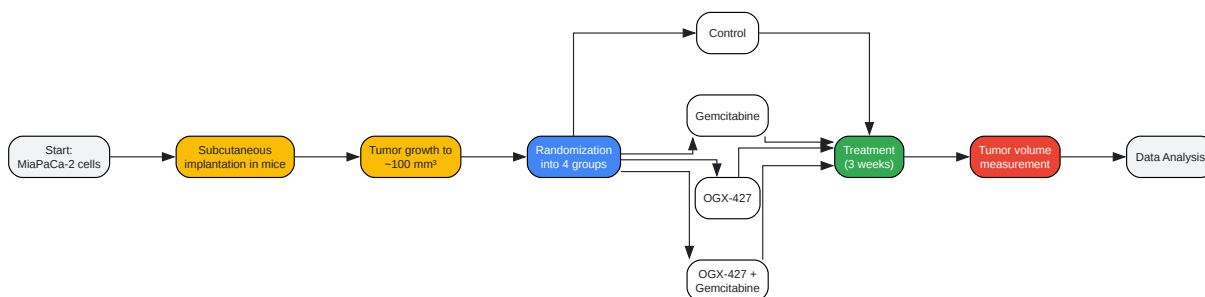 Start:
MiaPaCa-2 cells
Subcutaneous
implantation in mice
Tumor growth to
~100 mm³
Randomization
into 4 groups
Control
Gemcitabine
OGX-427
OGX-427 +
Gemcitabine
Treatment
(3 weeks)
Tumor volume
measurement
Data Analysis